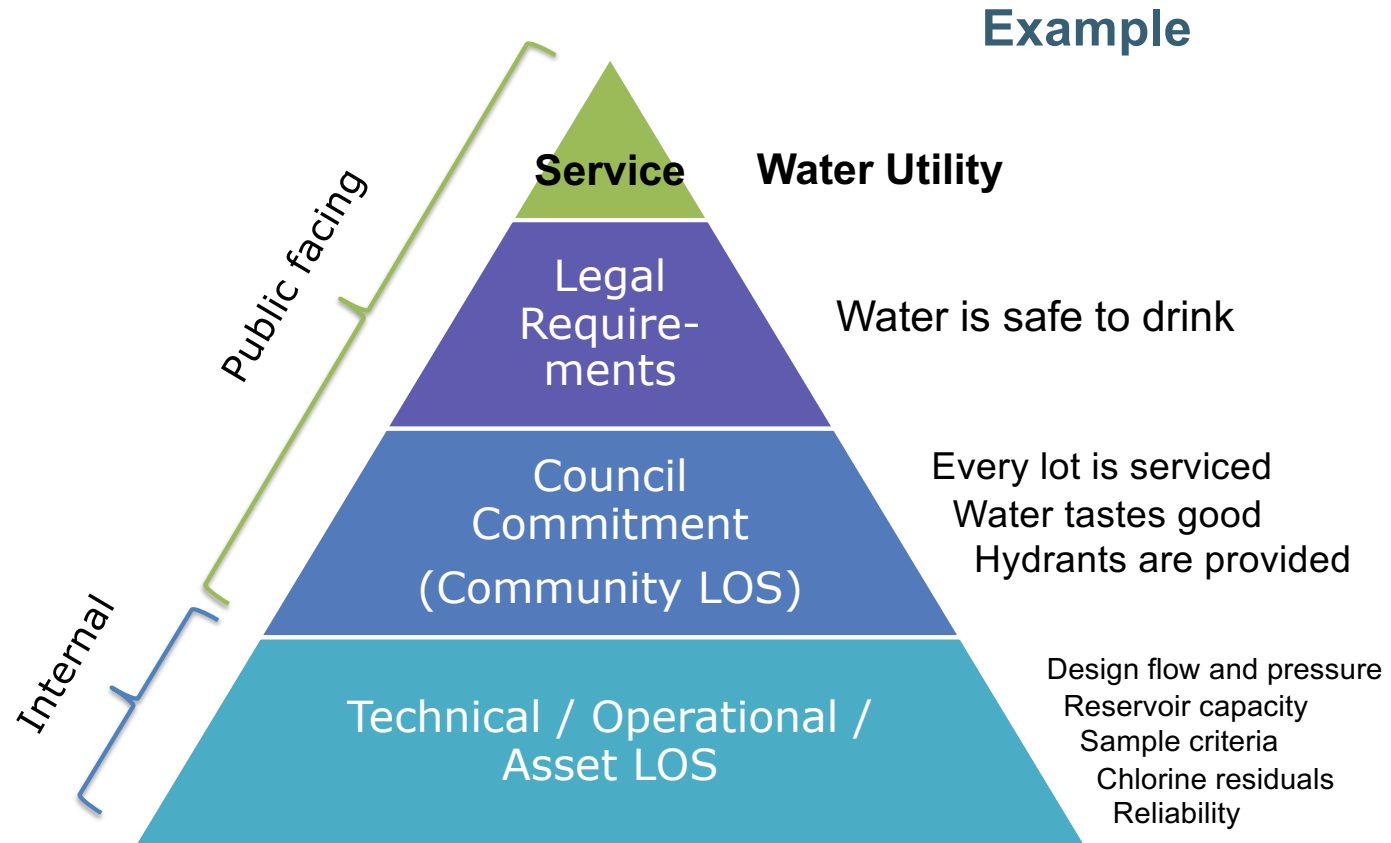 Example
Public facing
Internal
Service
Water Utility
Legal
Require-
ments
Water is safe to drink
Council
Commitment
(Community LOS)
Every lot is serviced
Water tastes good
Hydrants are provided
Technical / Operational /
Asset LOS
Design flow and pressure
Reservoir capacity
Sample criteria
Chlorine residuals
Reliability